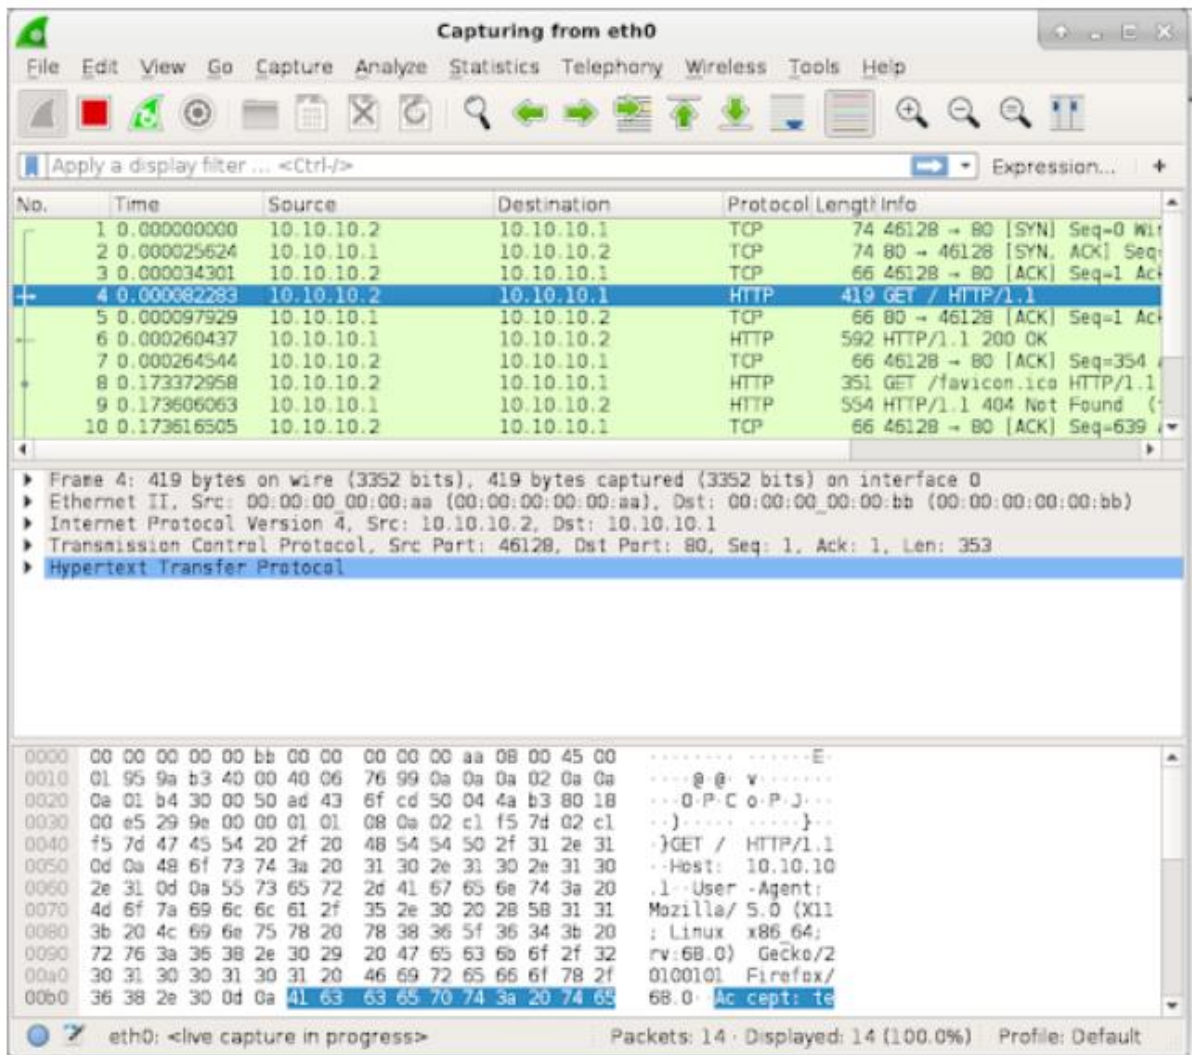 Capturing from eth0
File Edit View Go Capture Analyze Statistics Telephony Wireless Tools Help
Apply a display filter ... <Ctrl-/> Expression... +
No. Time Source Destination Protocol Length Info
1 0.000000000 10.10.10.2 10.10.10.1 TCP 74 46128 → 80 [SYN] Seq=0 Wi
2 0.000025624 10.10.10.1 10.10.10.2 TCP 74 80 → 46128 [SYN, ACK] Seq
3 0.000034301 10.10.10.2 10.10.10.1 TCP 66 46128 → 80 [ACK] Seq=1 Ac
4 0.000082283 10.10.10.2 10.10.10.1 HTTP 419 GET / HTTP/1.1
5 0.000097929 10.10.10.1 10.10.10.2 TCP 66 80 → 46128 [ACK] Seq=1 Ac
6 0.000260437 10.10.10.1 10.10.10.2 HTTP 592 HTTP/1.1 200 OK
7 0.000264544 10.10.10.2 10.10.10.1 TCP 66 46128 → 80 [ACK] Seq=354
8 0.173372958 10.10.10.2 10.10.10.1 HTTP 351 GET /favicon.ico HTTP/1.1
9 0.173606063 10.10.10.1 10.10.10.2 HTTP 554 HTTP/1.1 404 Not Found (
10 0.173616505 10.10.10.2 10.10.10.1 TCP 66 46128 → 80 [ACK] Seq=639
Frame 4: 419 bytes on wire (3352 bits), 419 bytes captured (3352 bits) on interface 0
Ethernet II, Src: 00:00:00_00:00:aa (00:00:00:00:00:aa), Dst: 00:00:00_00:00:bb (00:00:00:00:00:bb)
Internet Protocol Version 4, Src: 10.10.10.2, Dst: 10.10.10.1
Transmission Control Protocol, Src Port: 46128, Dst Port: 80, Seq: 1, Ack: 1, Len: 353
Hypertext Transfer Protocol
0000 00 00 00 00 00 bb 00 00 00 00 00 aa 08 00 45 00 ········ ······E·
0010 01 95 9a b3 40 00 40 06 76 99 0a 0a 0a 02 0a 0a ····@·@· v·······
0020 0a 01 b4 30 00 50 ad 43 6f cd 50 04 4a b3 80 18 ···0·P·C o·P·J···
0030 00 e5 29 9e 00 00 01 01 08 0a 02 c1 f5 7d 02 c1 ··)····· ·····}··
0040 f5 7d 47 45 54 20 2f 20 48 54 54 50 2f 31 2e 31 ·}GET / HTTP/1.1
0050 0d 0a 48 6f 73 74 3a 20 31 30 2e 31 30 2e 31 30 ··Host: 10.10.10
0060 2e 31 0d 0a 55 73 65 72 2d 41 67 65 6e 74 3a 20 .1··User -Agent:
0070 4d 6f 7a 69 6c 6c 61 2f 35 2e 30 20 28 58 31 31 Mozilla/ 5.0 (X11
0080 3b 20 4c 69 6e 75 78 20 78 38 36 5f 36 34 3b 20 ; Linux x86_64;
0090 72 76 3a 36 38 2e 30 29 20 47 65 63 6b 6f 2f 32 rv:68.0) Gecko/2
00a0 30 31 30 30 31 30 31 20 46 69 72 65 66 6f 78 2f 0100101 Firefox/
00b0 36 38 2e 30 0d 0a 41 63 63 65 70 74 3a 20 74 65 68.0··Ac cept: te
eth0: <live capture in progress> Packets: 14 · Displayed: 14 (100.0%) Profile: Default